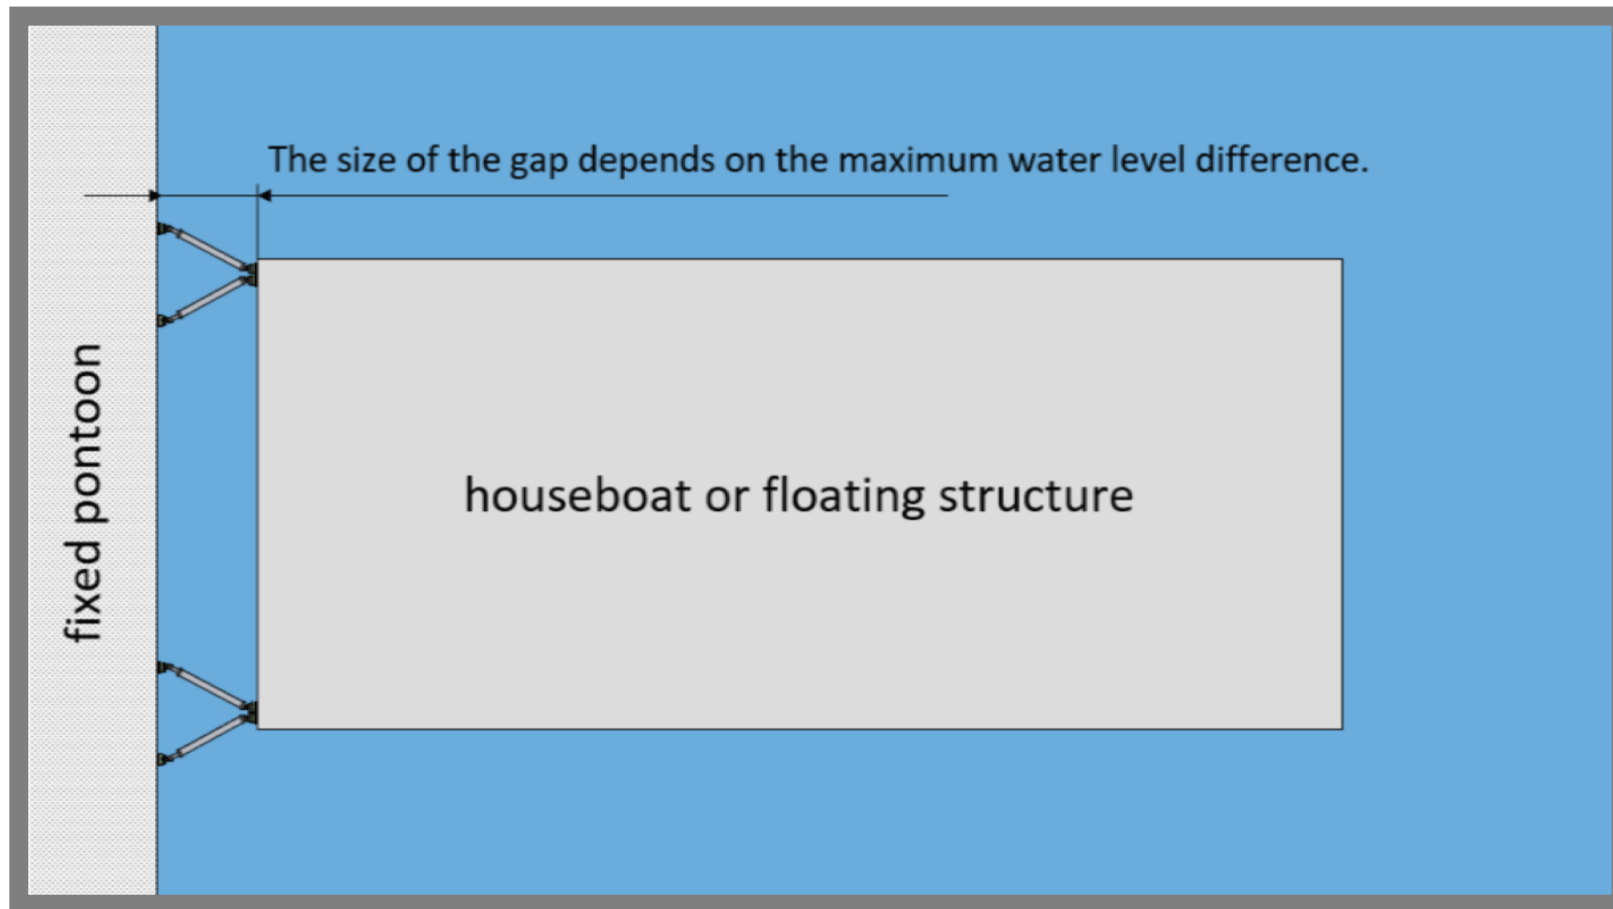 The size of the gap depends on the maximum water level difference.
fixed pontoon
houseboat or floating structure